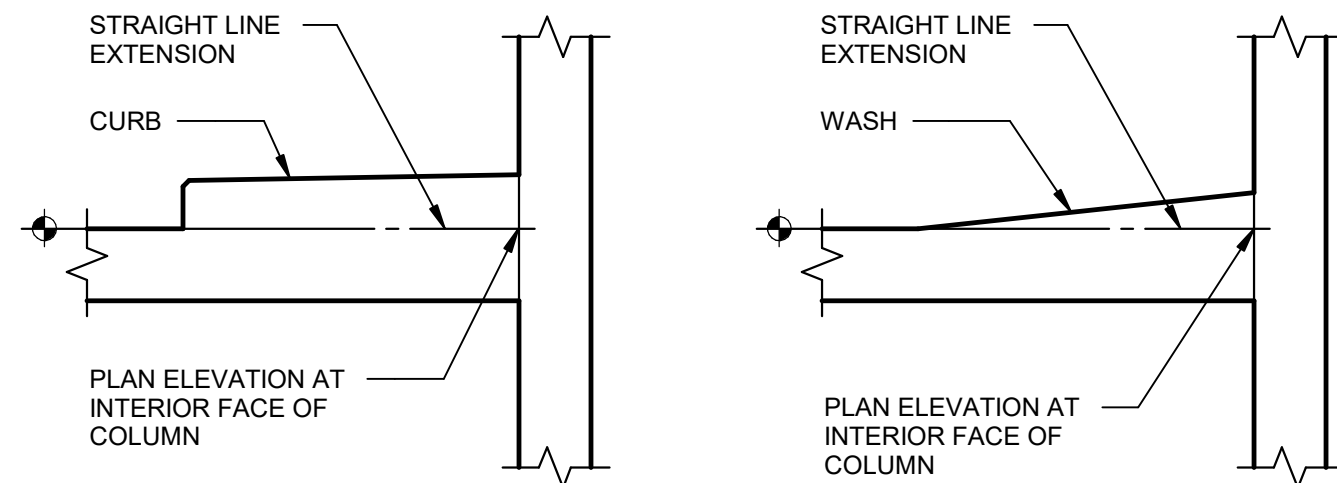 STRAIGHT LINE
EXTENSION
CURB
PLAN ELEVATION AT
INTERIOR FACE OF
COLUMN
STRAIGHT LINE
EXTENSION
WASH
PLAN ELEVATION AT
INTERIOR FACE OF
COLUMN